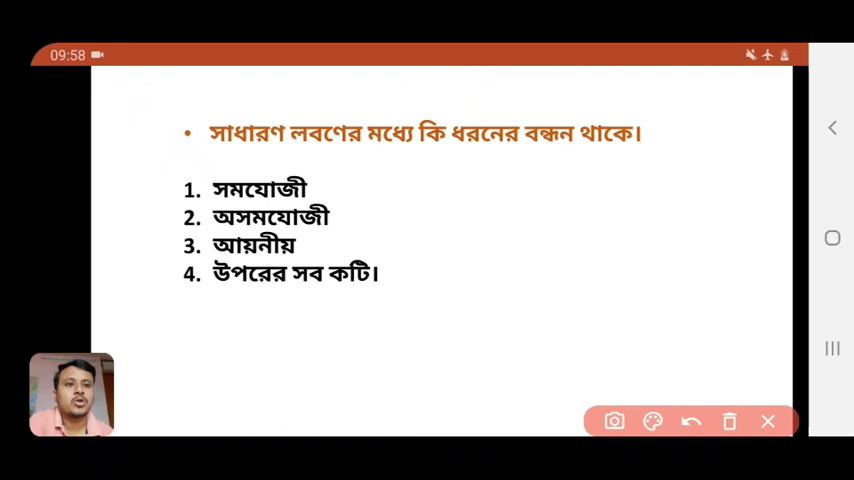 09:58
• সাধারণ লবণের মধ্যে কি ধরনের বন্ধন থাকে।
1. সমযোজী
2. অসমযোজী
3. আয়নীয়
4. উপরের সব কটি।